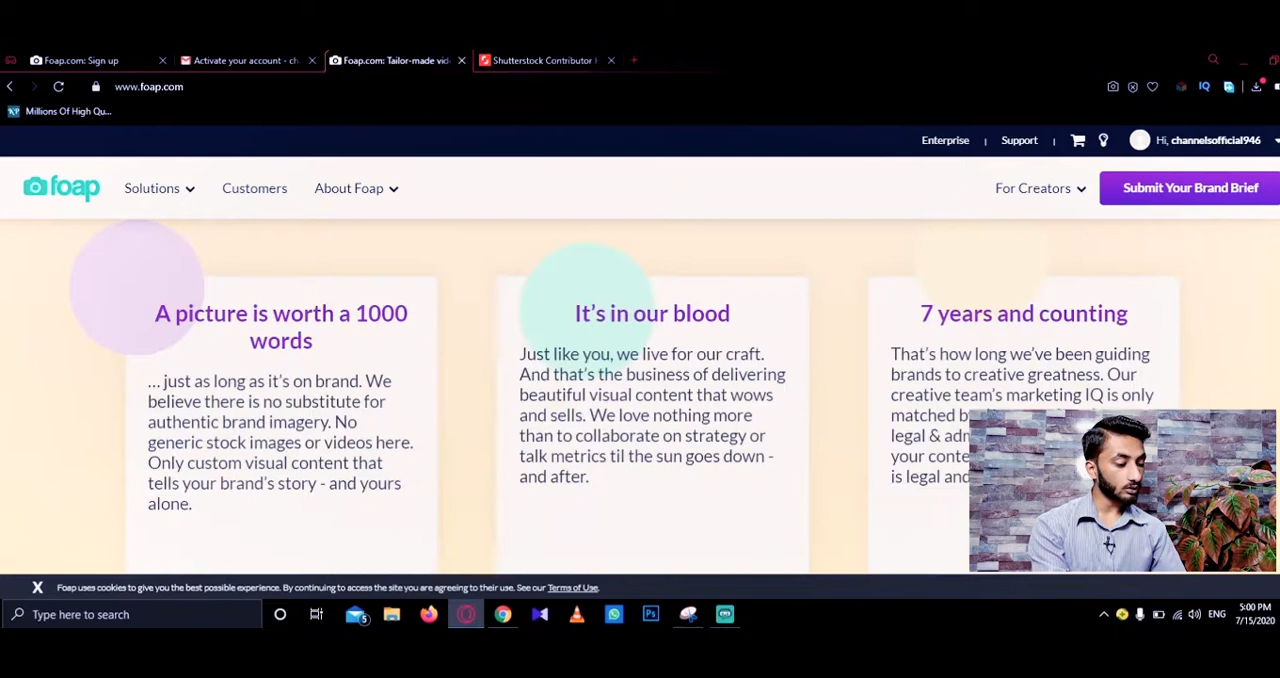 Foap.com: Sign up
Activate your account - ch
Foap.com: Tailor-made vid
Shutterstock Contributor
www.foap.com
Millions Of High Qu...
Enterprise | Support | Hi, channelsofficial946
foap Solutions Customers About Foap For Creators Submit Your Brand Brief
A picture is worth a 1000
words
... just as long as it's on brand. We
believe there is no substitute for
authentic brand imagery. No
generic stock images or videos here.
Only custom visual content that
tells your brand's story - and yours
alone.
It's in our blood
Just like you, we live for our craft.
And that's the business of delivering
beautiful visual content that wows
and sells. We love nothing more
than to collaborate on strategy or
talk metrics til the sun goes down -
and after.
7 years and counting
That's how long we've been guiding
brands to creative greatness. Our
creative team's marketing IQ is only
matched
legal &
your
is legal
X Foap uses cookies to give you the best possible experience. By continuing to access the site you are agreeing to their use. See our Terms of Use.
Type here to search
5
Ps
ENG
5:00 PM
7/15/2020